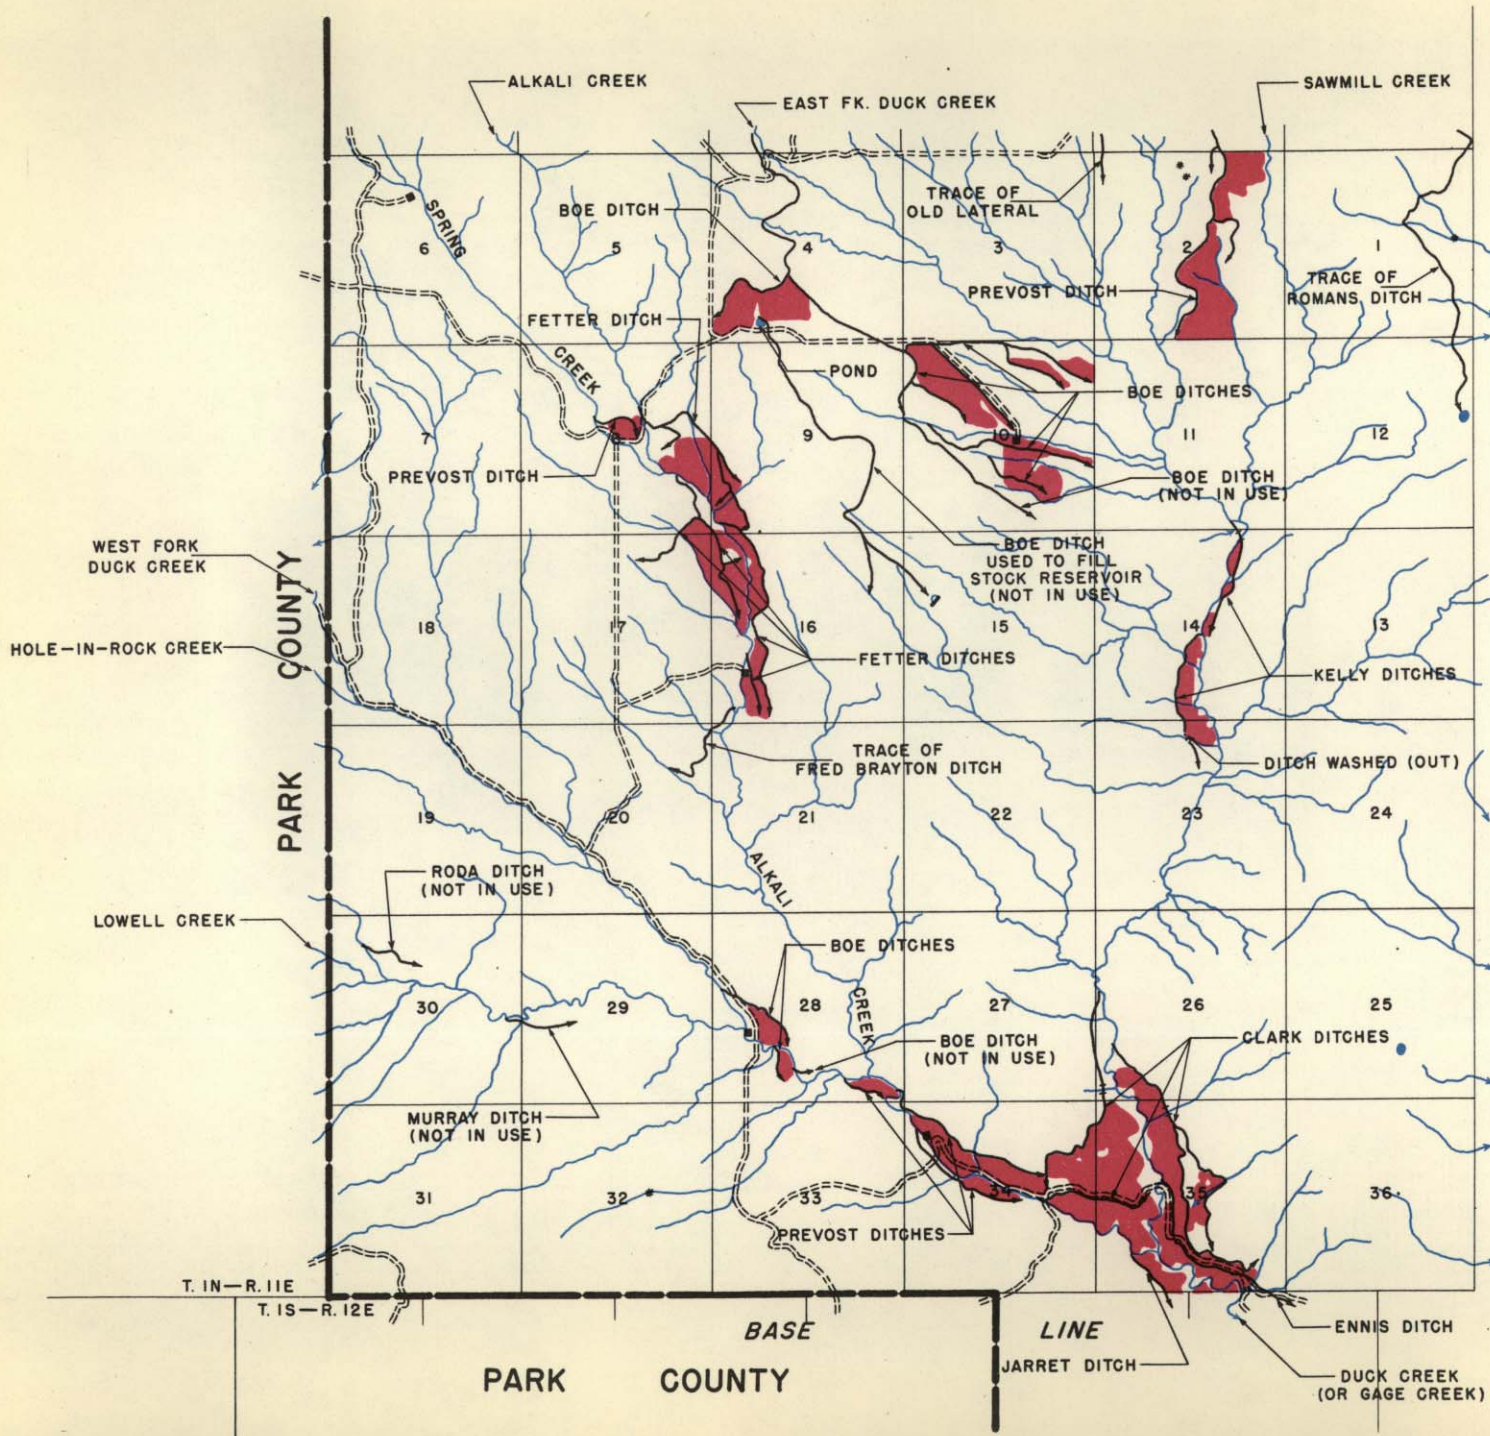 ALKALI CREEK
EAST FK. DUCK CREEK
SAWMILL CREEK
SPRING
CREEK
BOE DITCH
TRACE OF
OLD LATERAL
6
5
4
3
2
1
PREVOST DITCH
TRACE OF
ROMANS DITCH
FETTER DITCH
POND
BOE DITCHES
7
8
9
10
11
12
PREVOST DITCH
BOE DITCH
(NOT IN USE)
WEST FORK
DUCK CREEK
BOE DITCH
USED TO FILL
STOCK RESERVOIR
(NOT IN USE)
PARK COUNTY
18
17
16
15
14
13
HOLE-IN-ROCK CREEK
FETTER DITCHES
KELLY DITCHES
TRACE OF
FRED BRAYTON DITCH
DITCH WASHED (OUT)
19
20
21
22
23
24
RODA DITCH
(NOT IN USE)
ALKALI
CREEK
LOWELL CREEK
BOE DITCHES
30
29
28
27
26
25
BOE DITCH
(NOT IN USE)
CLARK DITCHES
MURRAY DITCH
(NOT IN USE)
31
32
33
34
35
36
PREVOST DITCHES
T. 1N–R. 11E
T. 1S–R. 12E
BASE LINE
ENNIS DITCH
JARRET DITCH
PARK COUNTY
DUCK CREEK
(OR GAGE CREEK)